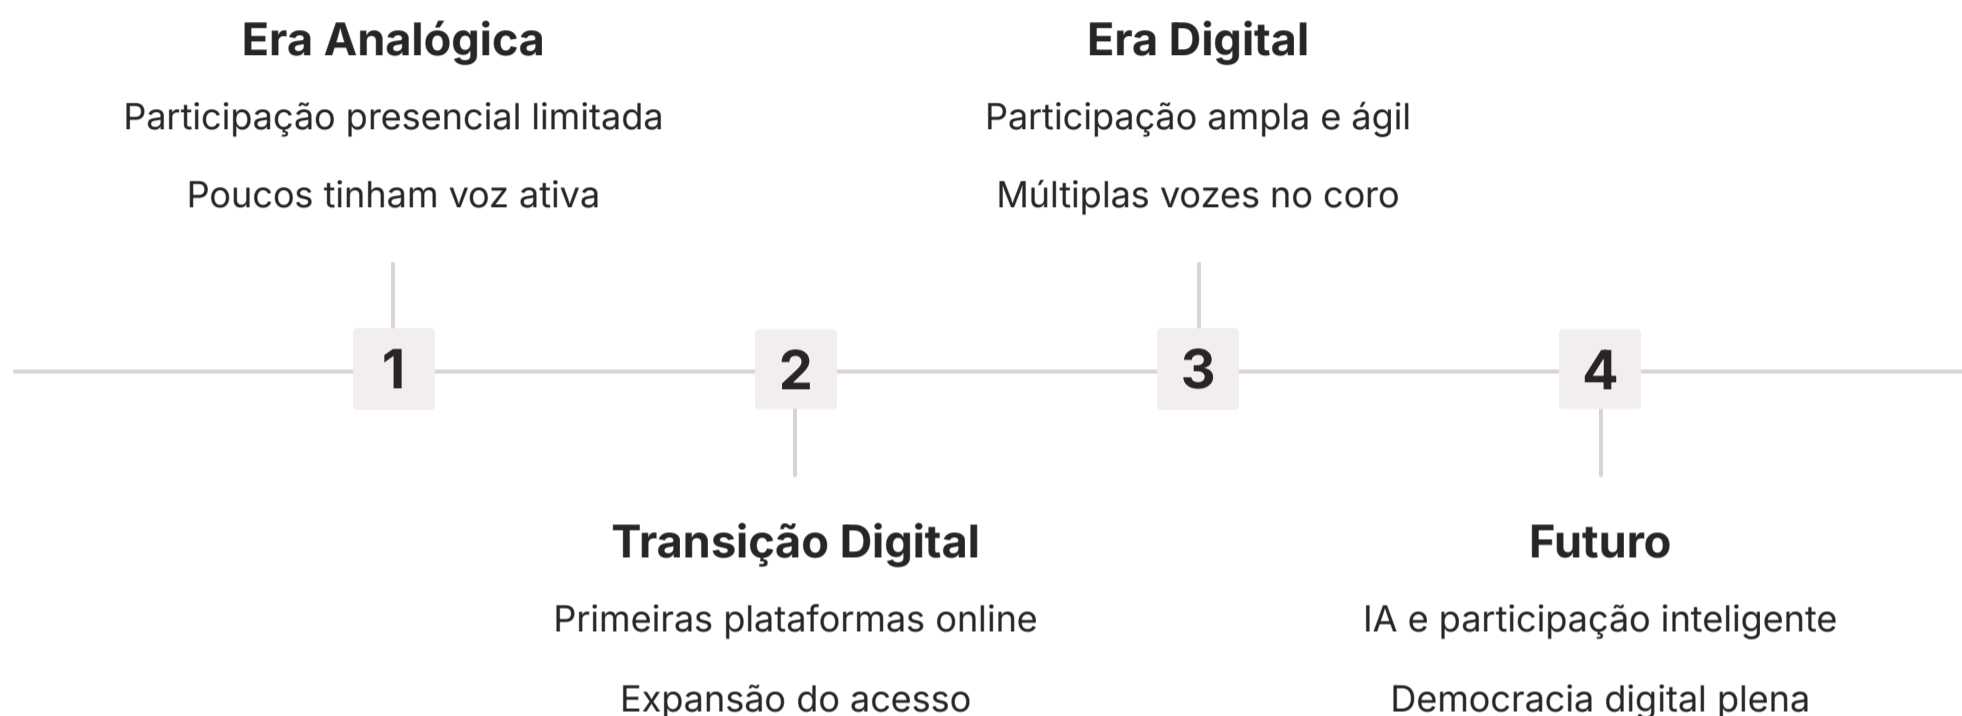 Era Analógica
Participação presencial limitada
Poucos tinham voz ativa
1
Transição Digital
Primeiras plataformas online
Expansão do acesso
2
Era Digital
Participação ampla e ágil
Múltiplas vozes no coro
3
Futuro
IA e participação inteligente
Democracia digital plena
4